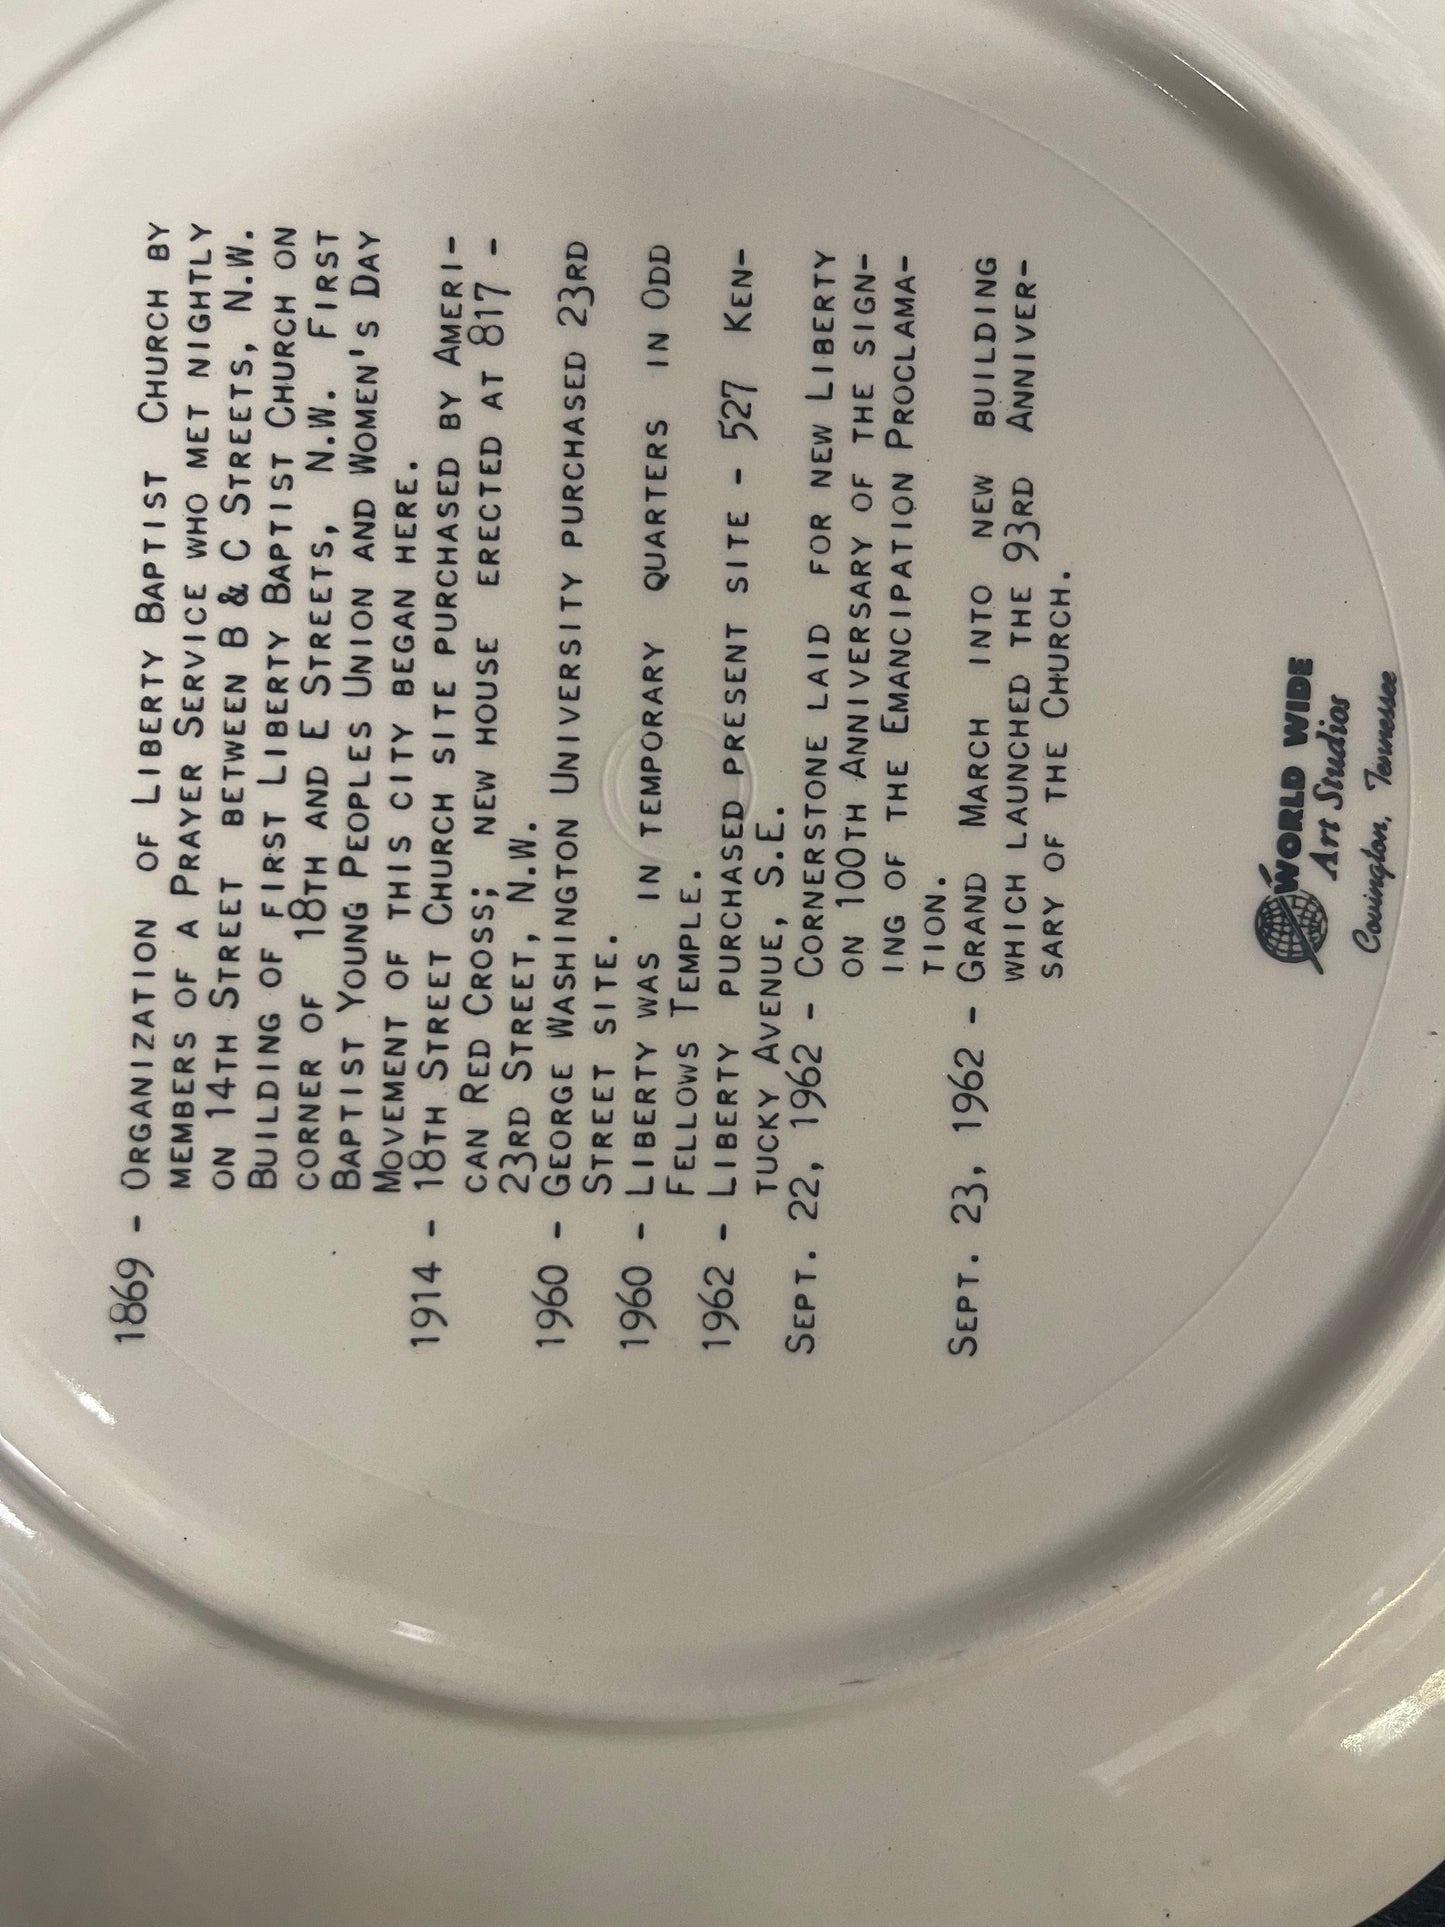 1869 - ORGANIZATION OF LIBERTY BAPTIST CHURCH BY
MEMBERS OF A PRAYER SERVICE WHO MET NIGHTLY
ON 14TH STREET BETWEEN B & C STREETS, N.W.
BUILDING OF FIRST LIBERTY BAPTIST CHURCH ON
CORNER OF 18TH AND E STREETS, N.W. FIRST
BAPTIST YOUNG PEOPLES UNION AND WOMEN'S DAY
MOVEMENT OF THIS CITY BEGAN HERE.
1914 - 18TH STREET CHURCH SITE PURCHASED BY AMERI-
CAN RED CROSS; NEW HOUSE ERECTED AT 817 -
23RD STREET, N.W.
1960 - GEORGE WASHINGTON UNIVERSITY PURCHASED 23RD
STREET SITE.
1960 - LIBERTY WAS IN TEMPORARY QUARTERS IN ODD
FELLOWS TEMPLE.
1962 - LIBERTY PURCHASED PRESENT SITE - 527 KEN-
TUCKY AVENUE, S.E.
SEPT. 22, 1962 - CORNERSTONE LAID FOR NEW LIBERTY
ON 100TH ANNIVERSARY OF THE SIGN-
ING OF THE EMANCIPATION PROCLAMA-
TION.
SEPT. 23, 1962 - GRAND MARCH INTO NEW BUILDING
WHICH LAUNCHED THE 93RD ANNIVER-
SARY OF THE CHURCH.
WORLD WIDE
Art Studios
Covington, Tennessee